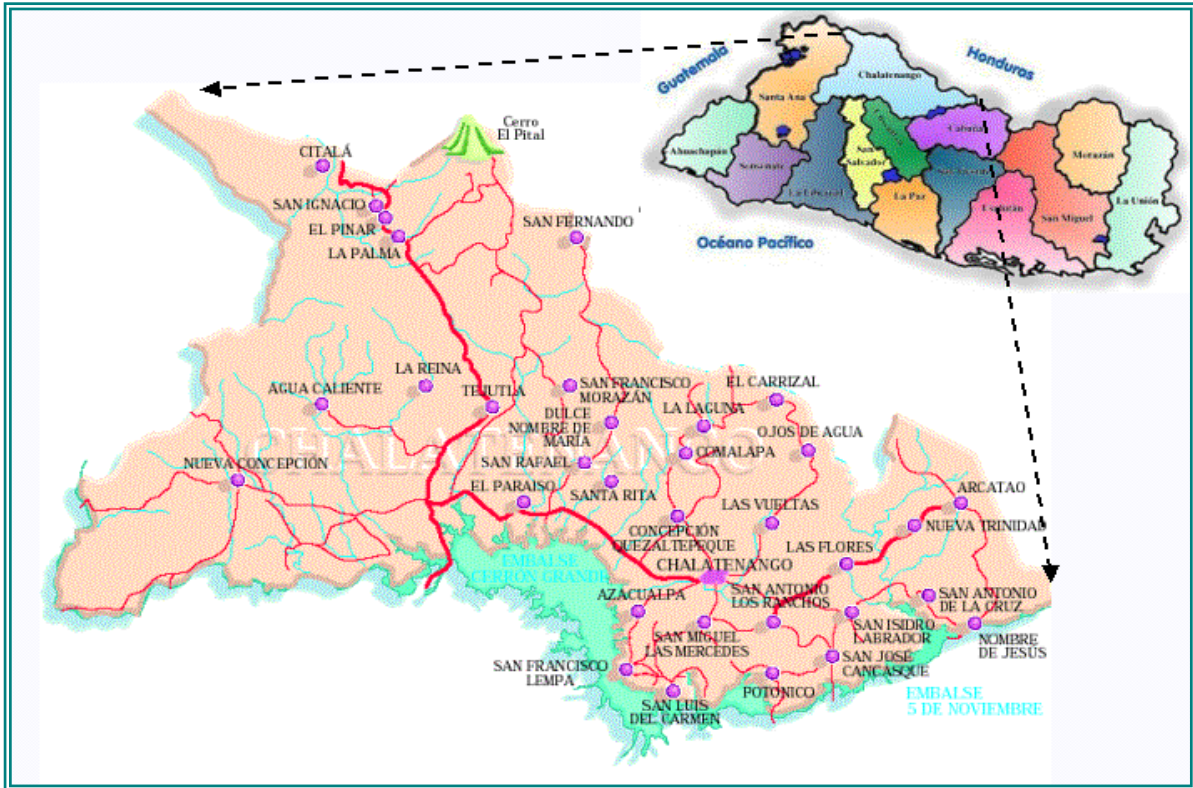 Guatemala
Honduras
Chalatenango
Santa Ana
Ahuachapán
Sonsonate
La Libertad
San
Salvador
Cuscatlán
Cabañas
San Vicente
La Paz
Usulután
San Miguel
Morazán
La Unión
Océano Pacífico
Cerro
El Pital
CITALÁ
SAN IGNACIO
EL PINAR
LA PALMA
SAN FERNANDO
LA REINA
AGUA CALIENTE
TEJUTLA
SAN FRANCISCO
MORAZÁN
EL CARRIZAL
LA LAGUNA
DULCE
NOMBRE DE
MARÍA
OJOS DE AGUA
CHALATENANGO
COMALAPA
NUEVA CONCEPCIÓN
SAN RAFAEL
EL PARAISO
SANTA RITA
LAS VUELTAS
ARCATAO
NUEVA TRINIDAD
CONCEPCIÓN
QUEZALTEPEQUE
LAS FLORES
EMBALSE
CERRÓN GRANDE
CHALATENANGO
AZACUALPA
SAN ANTONIO
LOS RANCHOS
SAN ANTONIO
DE LA CRUZ
SAN ISIDRO
LABRADOR
SAN MIGUEL
LAS MERCEDES
NOMBRE
DE JESÚS
SAN JOSÉ
CANCASQUE
SAN FRANCISCO
LEMPA
POTONICO
SAN LUIS
DEL CARMEN
EMBALSE
5 DE NOVIEMBRE